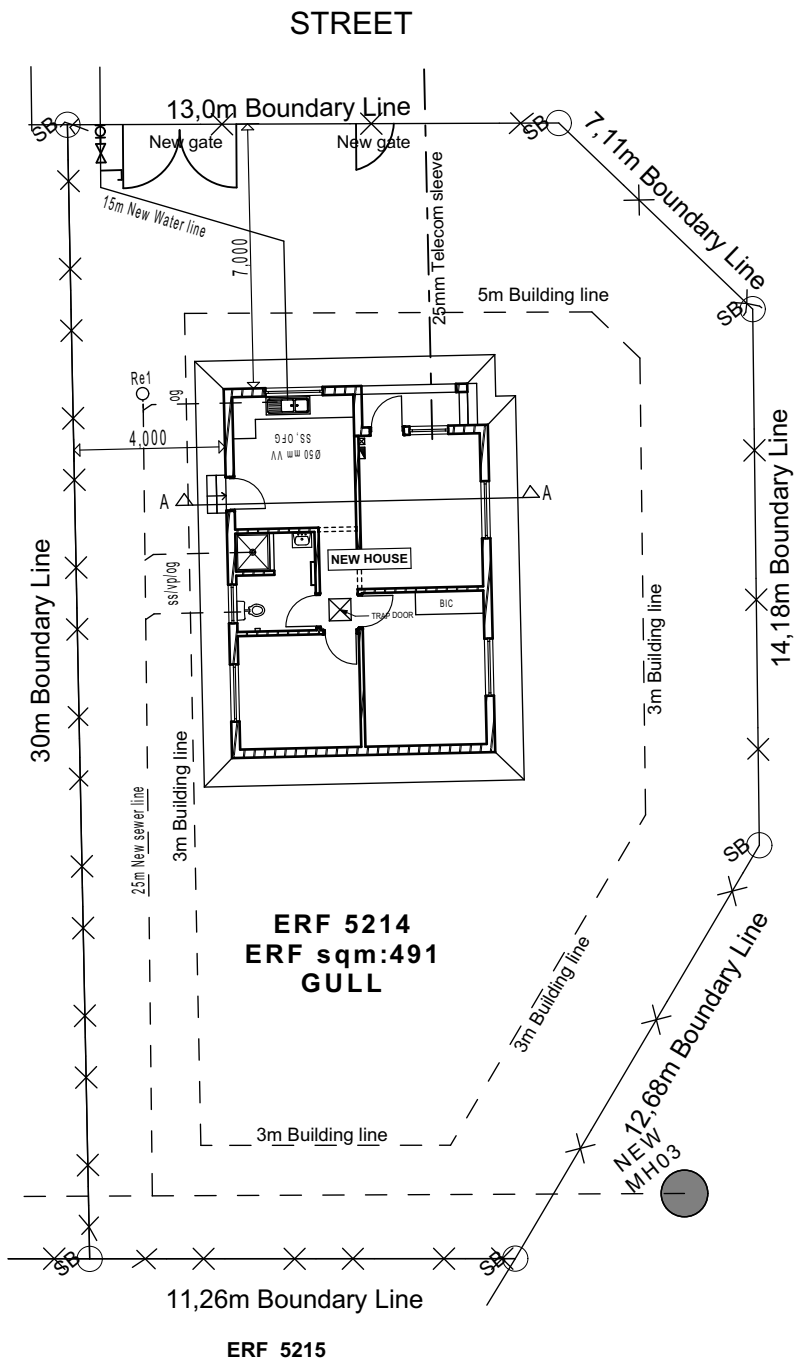 STREET
13,0m Boundary Line
SB
SB
7,11m Boundary Line
New gate
New gate
15m New Water line
7,000
25mm Telecom sleeve
5m Building line
SB
Re1
og
4,000
SS, OFG
Ø50 mm VV
A
A
14,18m Boundary Line
30m Boundary Line
ss/vp/og
NEW HOUSE
TRAP DOOR
BIC
3m Building line
3m Building line
25m New sewer line
SB
ERF 5214
ERF sqm:491
GULL
3m Building line
12,68m Boundary Line
3m Building line
NEW
MH03
SB
SB
11,26m Boundary Line
ERF 5215